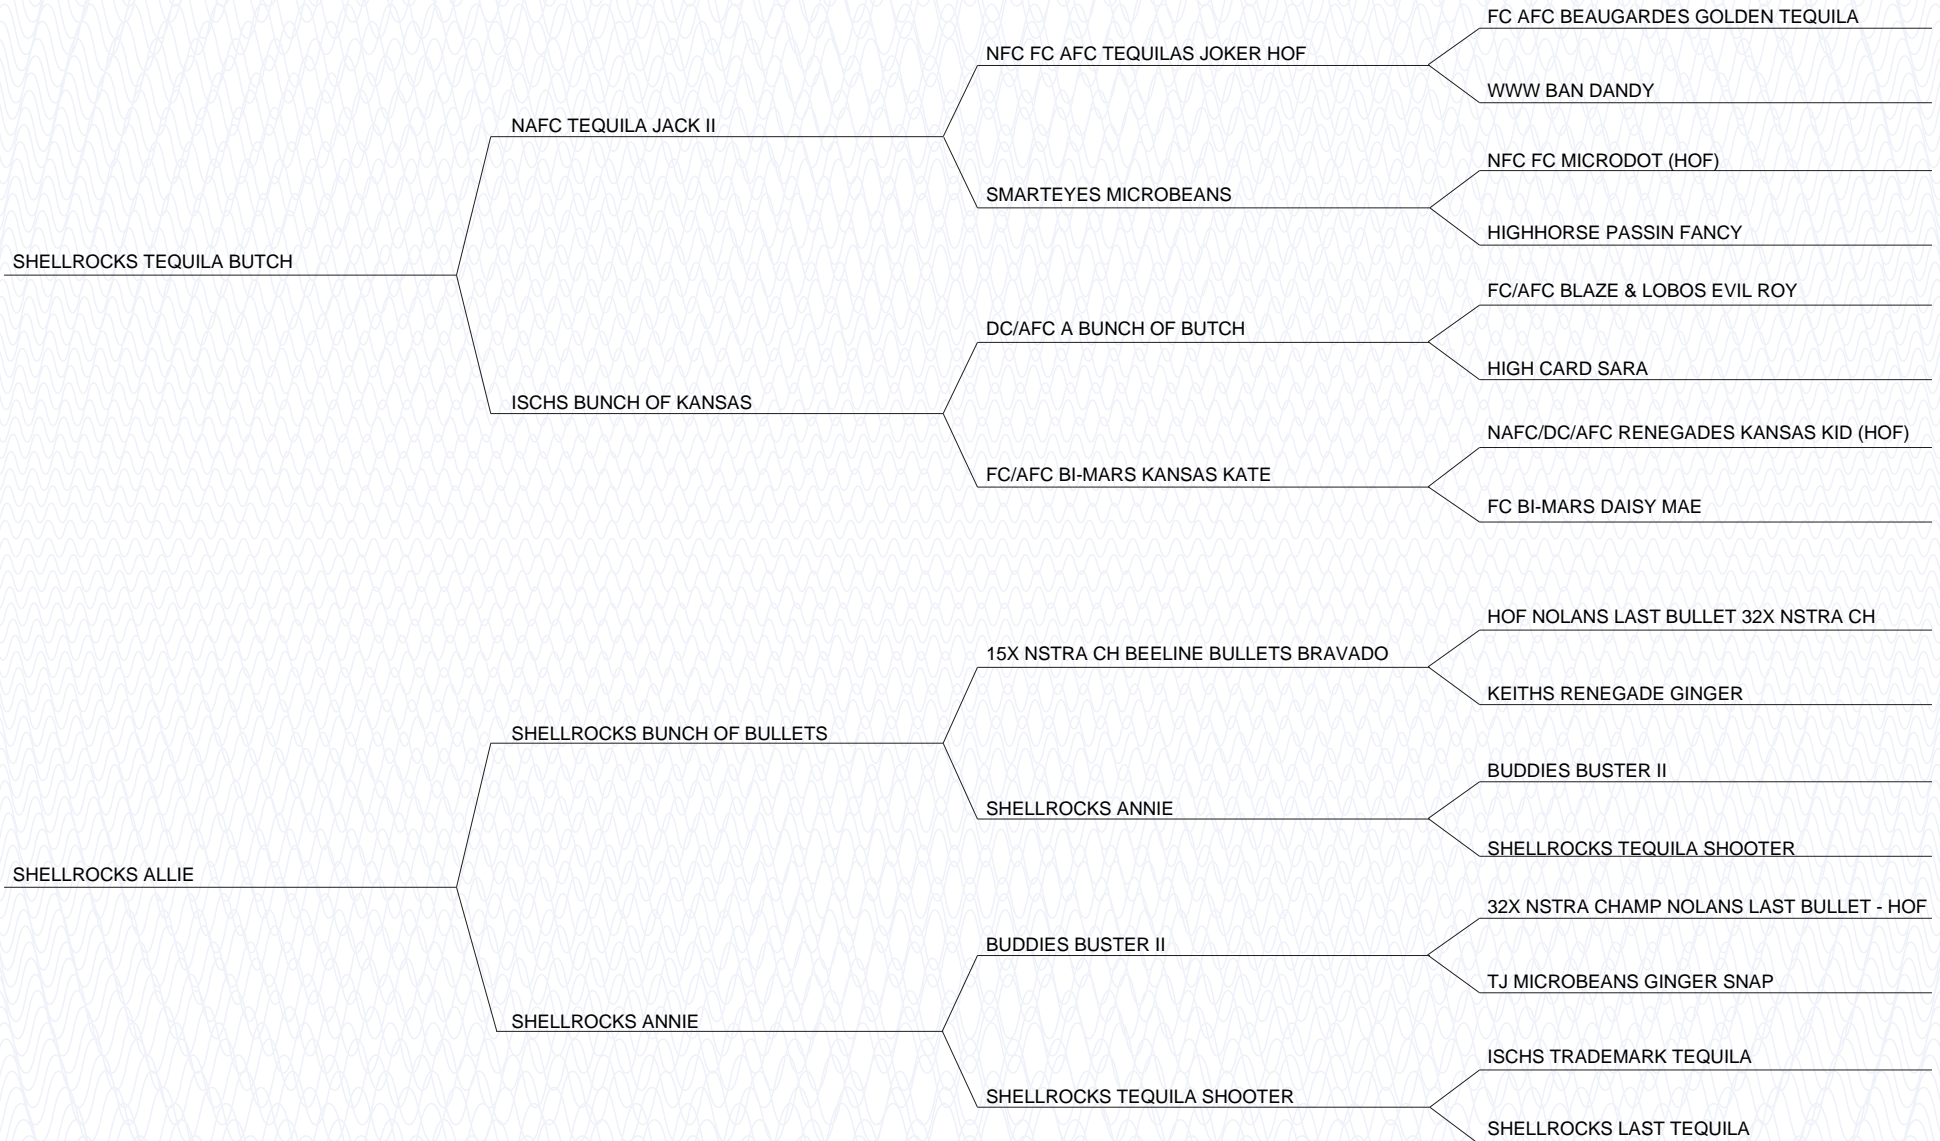 FC AFC BEAUGARDES GOLDEN TEQUILA
NFC FC AFC TEQUILAS JOKER HOF
WWW BAN DANDY
NAFC TEQUILA JACK II
NFC FC MICRODOT (HOF)
SMARTEYES MICROBEANS
HIGHHORSE PASSIN FANCY
SHELLROCKS TEQUILA BUTCH
FC/AFC BLAZE & LOBOS EVIL ROY
DC/AFC A BUNCH OF BUTCH
HIGH CARD SARA
ISCHS BUNCH OF KANSAS
NAFC/DC/AFC RENEGADES KANSAS KID (HOF)
FC/AFC BI-MARS KANSAS KATE
FC BI-MARS DAISY MAE
HOF NOLANS LAST BULLET 32X NSTRA CH
15X NSTRA CH BEELINE BULLETS BRAVADO
KEITHS RENEGADE GINGER
SHELLROCKS BUNCH OF BULLETS
BUDDIES BUSTER II
SHELLROCKS ANNIE
SHELLROCKS TEQUILA SHOOTER
SHELLROCKS ALLIE
32X NSTRA CHAMP NOLANS LAST BULLET - HOF
BUDDIES BUSTER II
TJ MICROBEANS GINGER SNAP
SHELLROCKS ANNIE
ISCHS TRADEMARK TEQUILA
SHELLROCKS TEQUILA SHOOTER
SHELLROCKS LAST TEQUILA